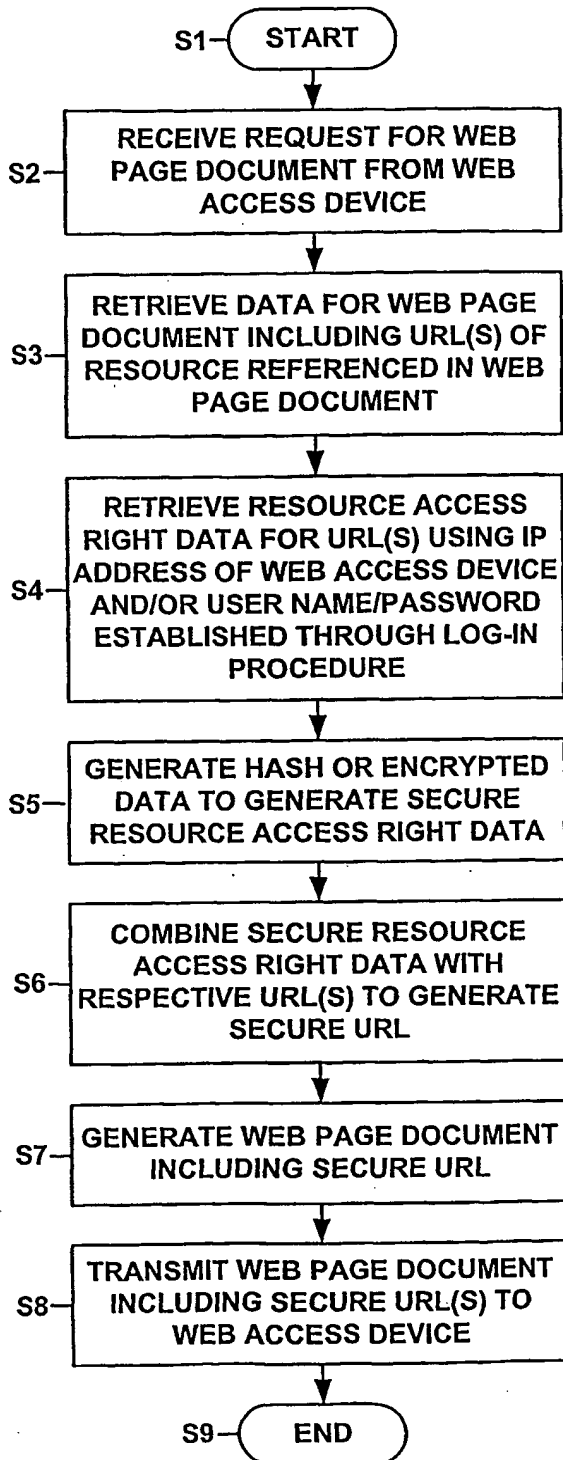 S1 START
S2 RECEIVE REQUEST FOR WEB
PAGE DOCUMENT FROM WEB
ACCESS DEVICE
S3 RETRIEVE DATA FOR WEB PAGE
DOCUMENT INCLUDING URL(S) OF
RESOURCE REFERENCED IN WEB
PAGE DOCUMENT
S4 RETRIEVE RESOURCE ACCESS
RIGHT DATA FOR URL(S) USING IP
ADDRESS OF WEB ACCESS DEVICE
AND/OR USER NAME/PASSWORD
ESTABLISHED THROUGH LOG-IN
PROCEDURE
S5 GENERATE HASH OR ENCRYPTED
DATA TO GENERATE SECURE
RESOURCE ACCESS RIGHT DATA
S6 COMBINE SECURE RESOURCE
ACCESS RIGHT DATA WITH
RESPECTIVE URL(S) TO GENERATE
SECURE URL
S7 GENERATE WEB PAGE DOCUMENT
INCLUDING SECURE URL
S8 TRANSMIT WEB PAGE DOCUMENT
INCLUDING SECURE URL(S) TO
WEB ACCESS DEVICE
S9 END